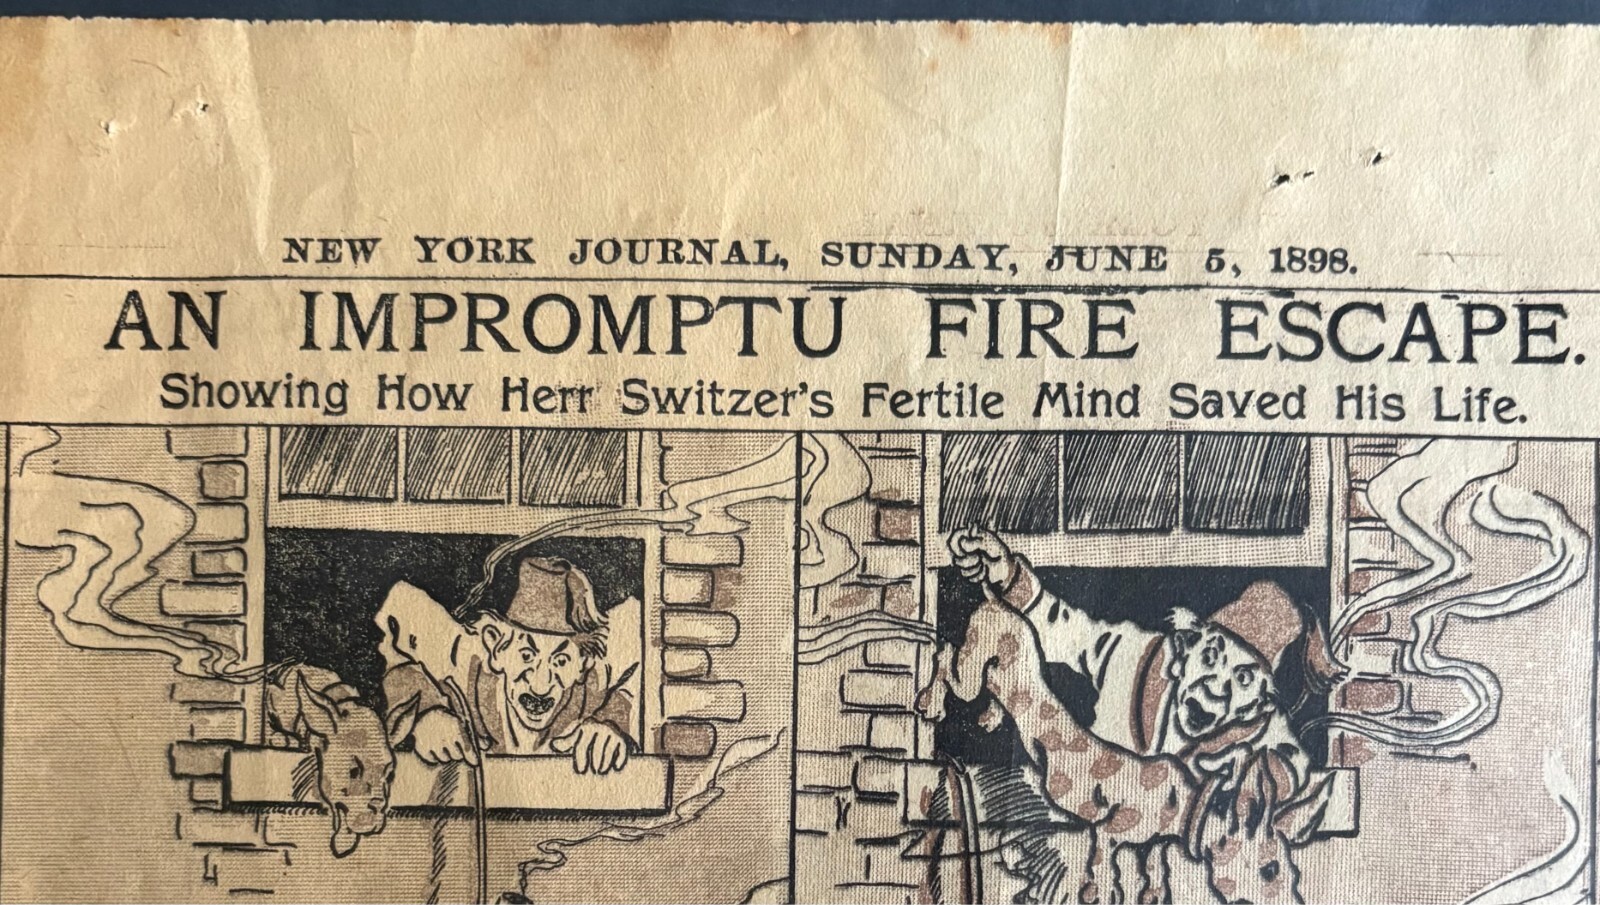 NEW YORK JOURNAL, SUNDAY, JUNE 5, 1898.
AN IMPROMPTU FIRE ESCAPE.
Showing How Herr Switzer's Fertile Mind Saved His Life.